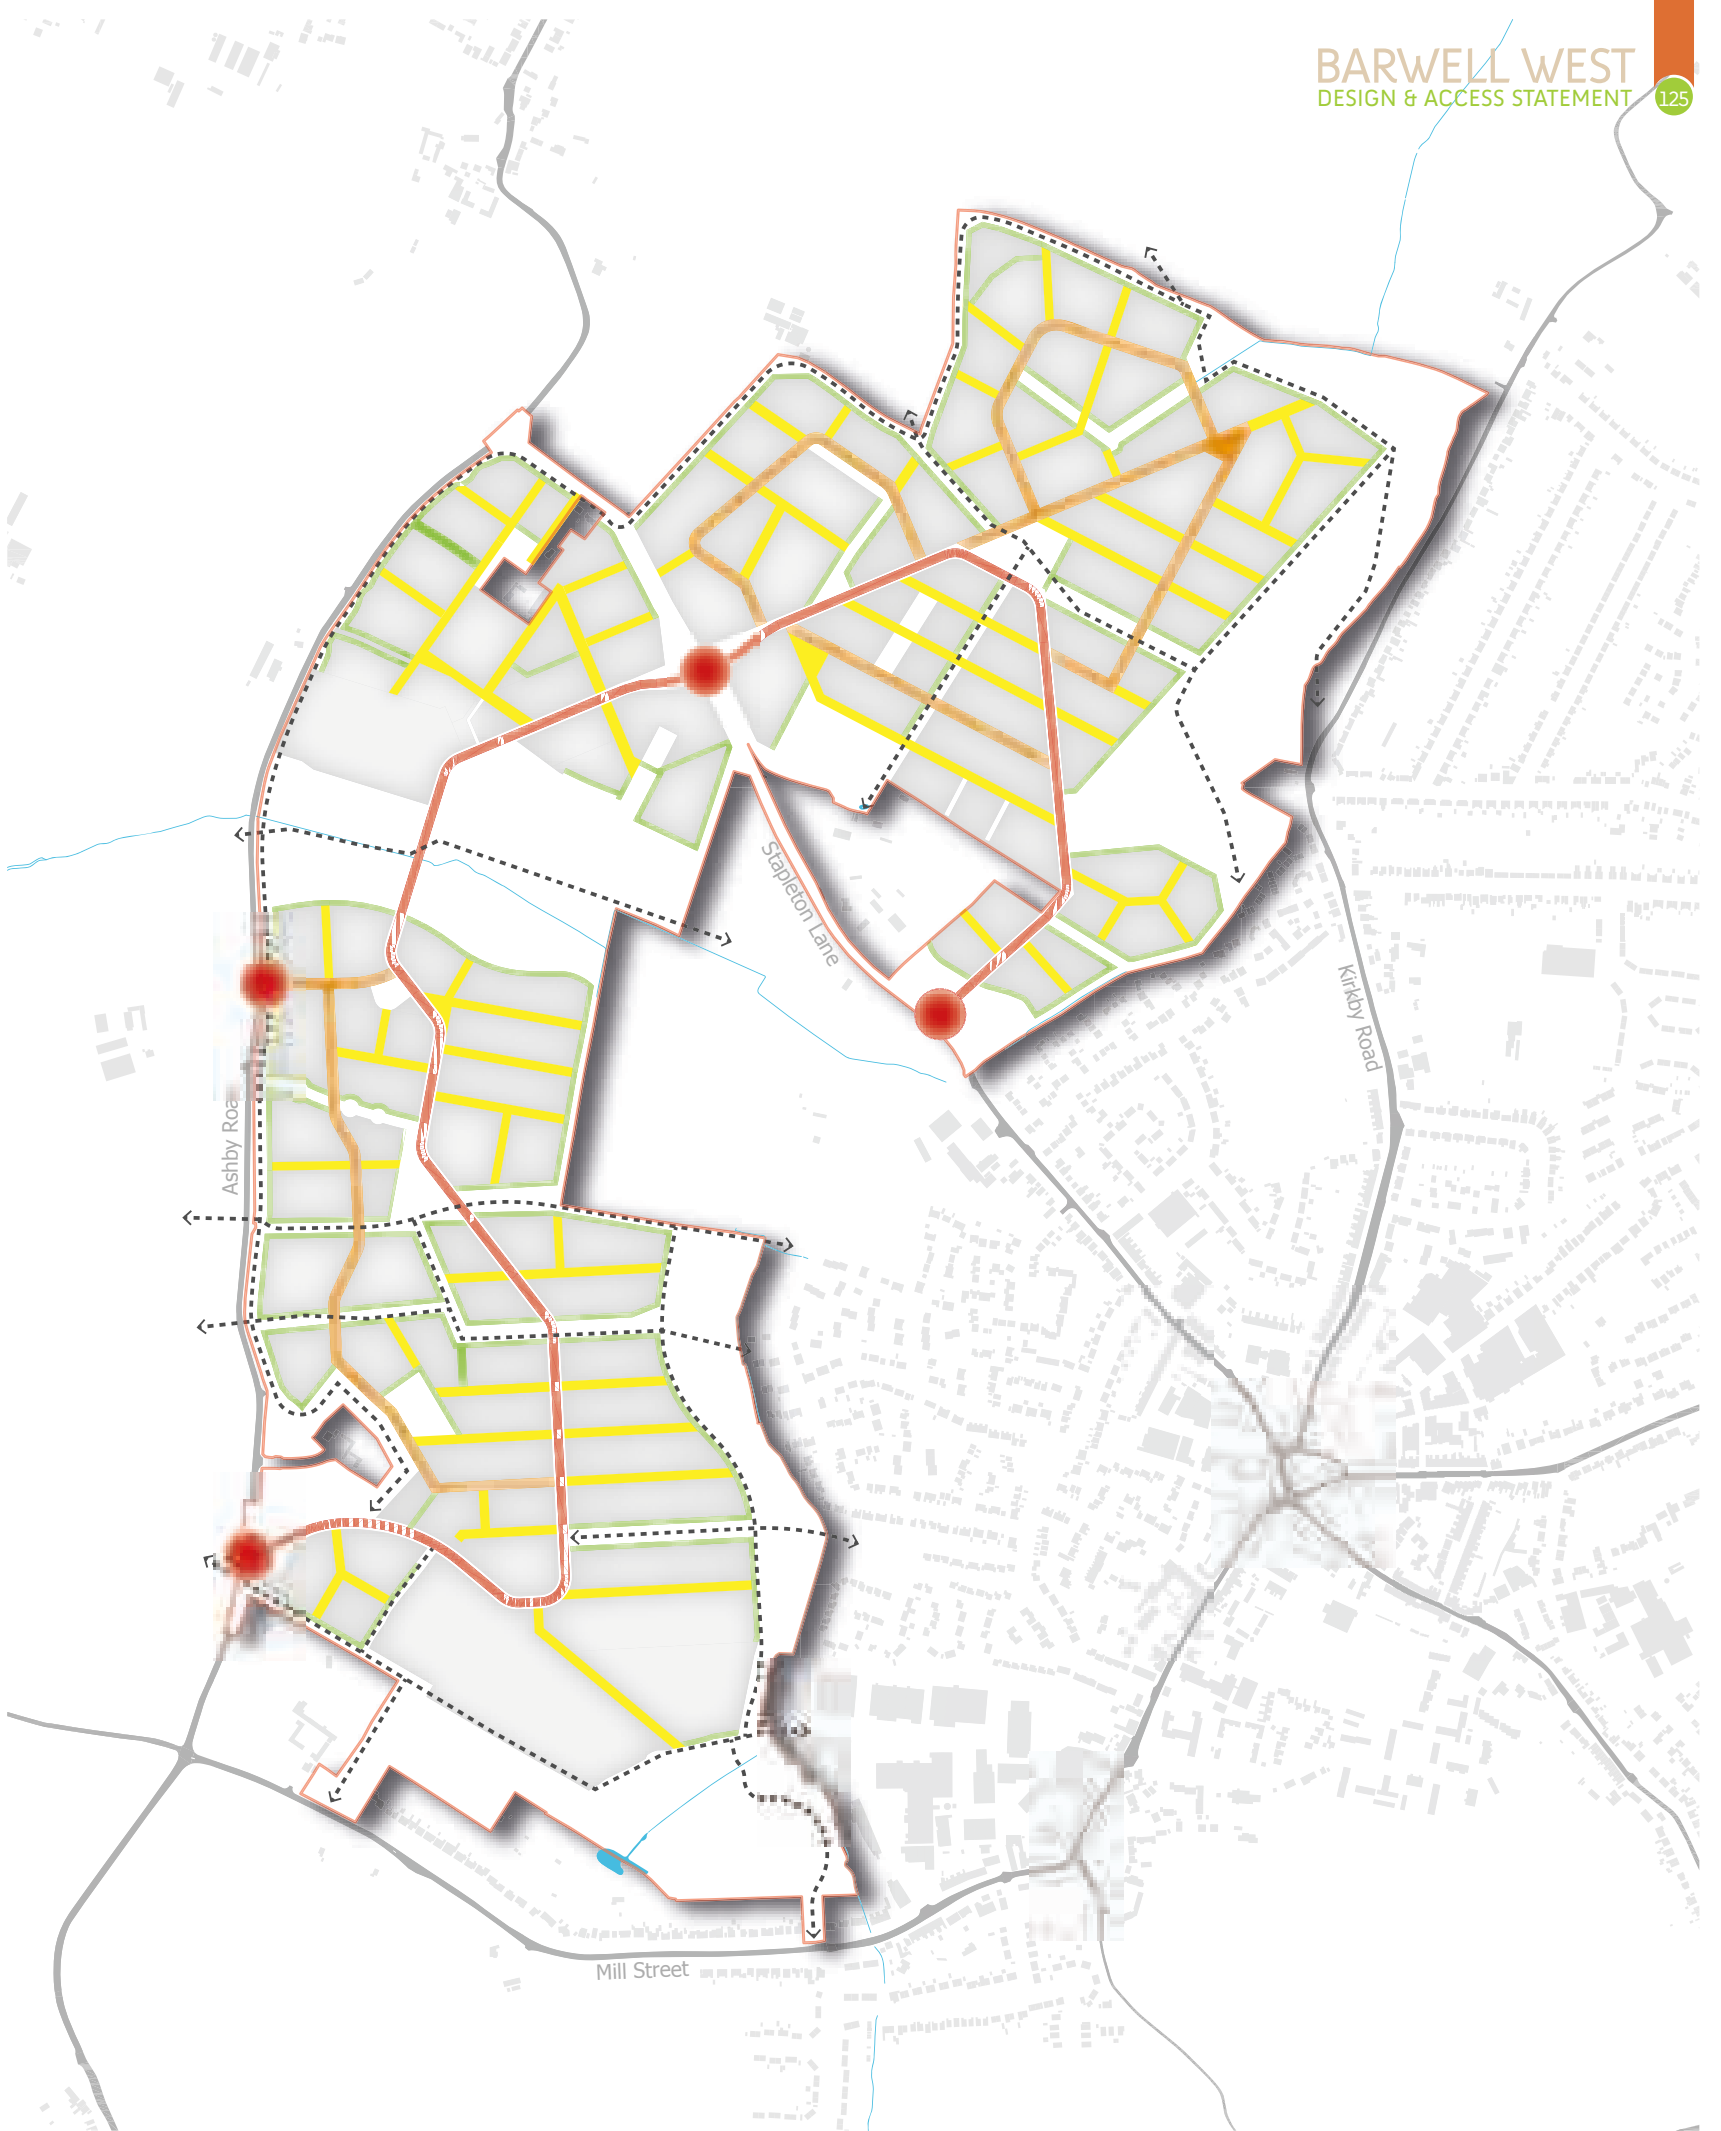 BARWELL WEST
DESIGN & ACCESS STATEMENT
125
Stapleton Lane
Kirkby Road
Ashby Roa
Mill Street